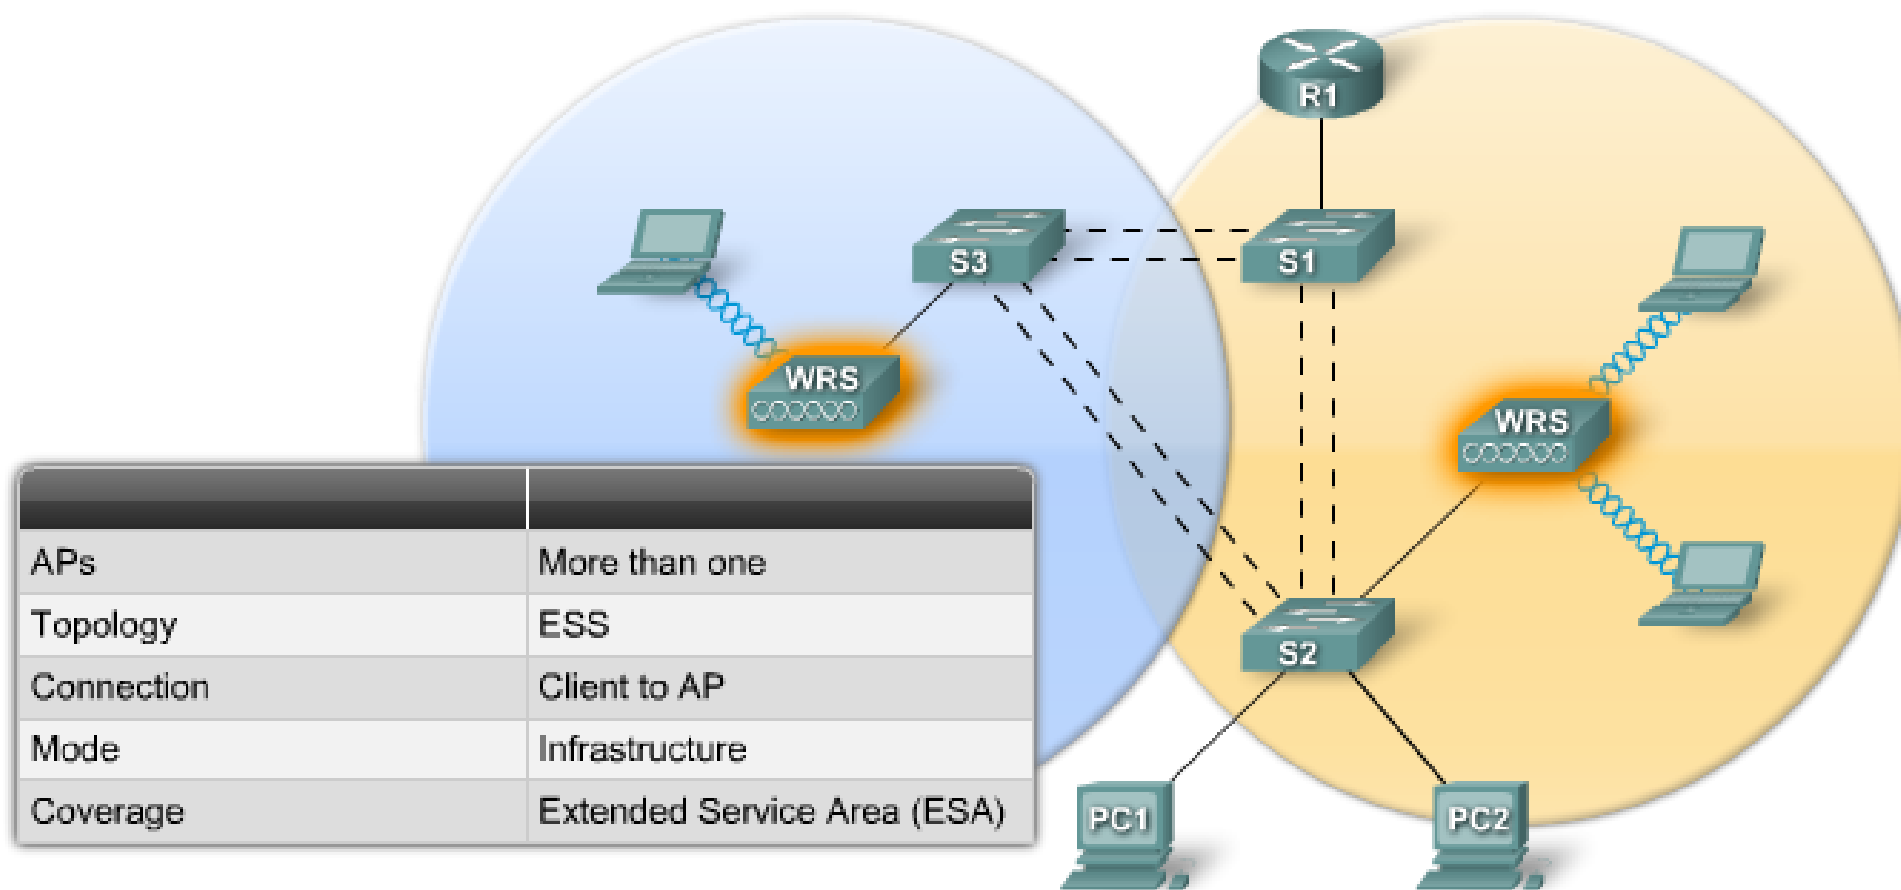 R1
S3
S1
WRS
WRS
APs More than one
Topology ESS
Connection Client to AP
Mode Infrastructure
Coverage Extended Service Area (ESA)
S2
PC1
PC2